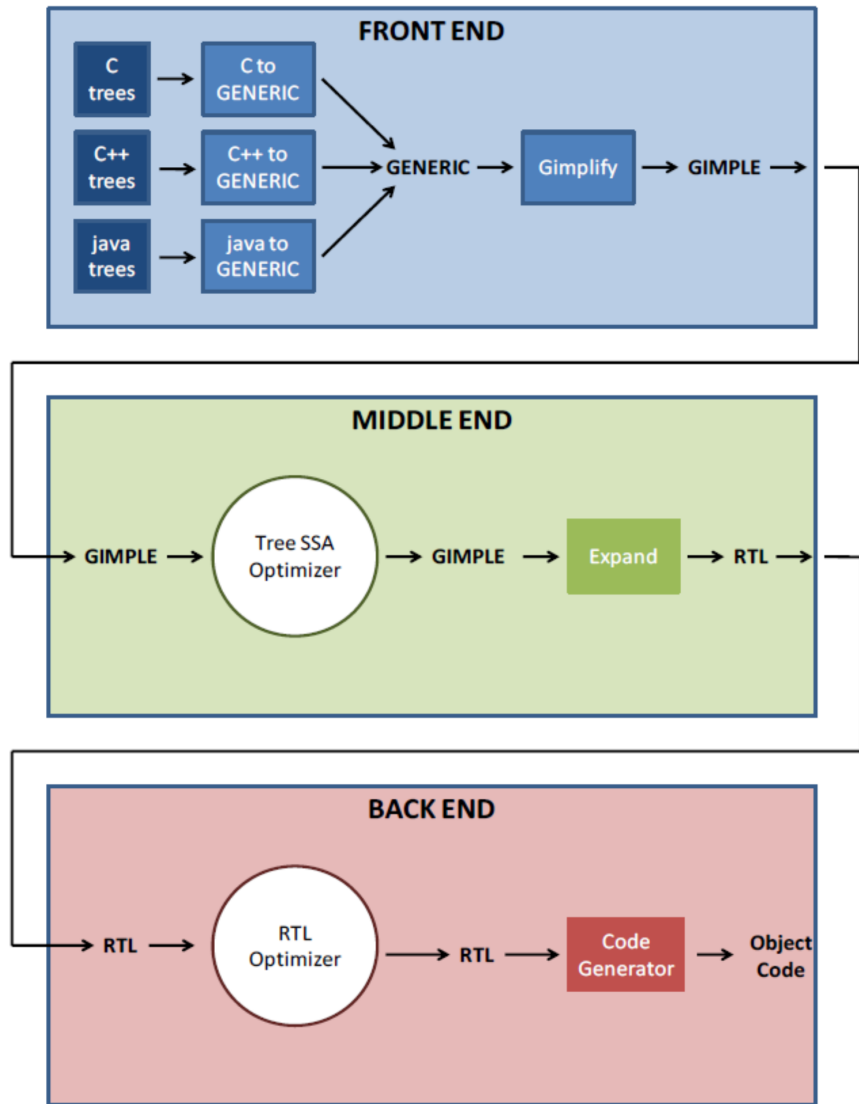 FRONT END
C
trees
C to
GENERIC
C++
trees
C++ to
GENERIC
GENERIC
Gimplify
GIMPLE
java
trees
java to
GENERIC
MIDDLE END
GIMPLE
Tree SSA
Optimizer
GIMPLE
Expand
RTL
BACK END
RTL
RTL
Optimizer
RTL
Code
Generator
Object
Code